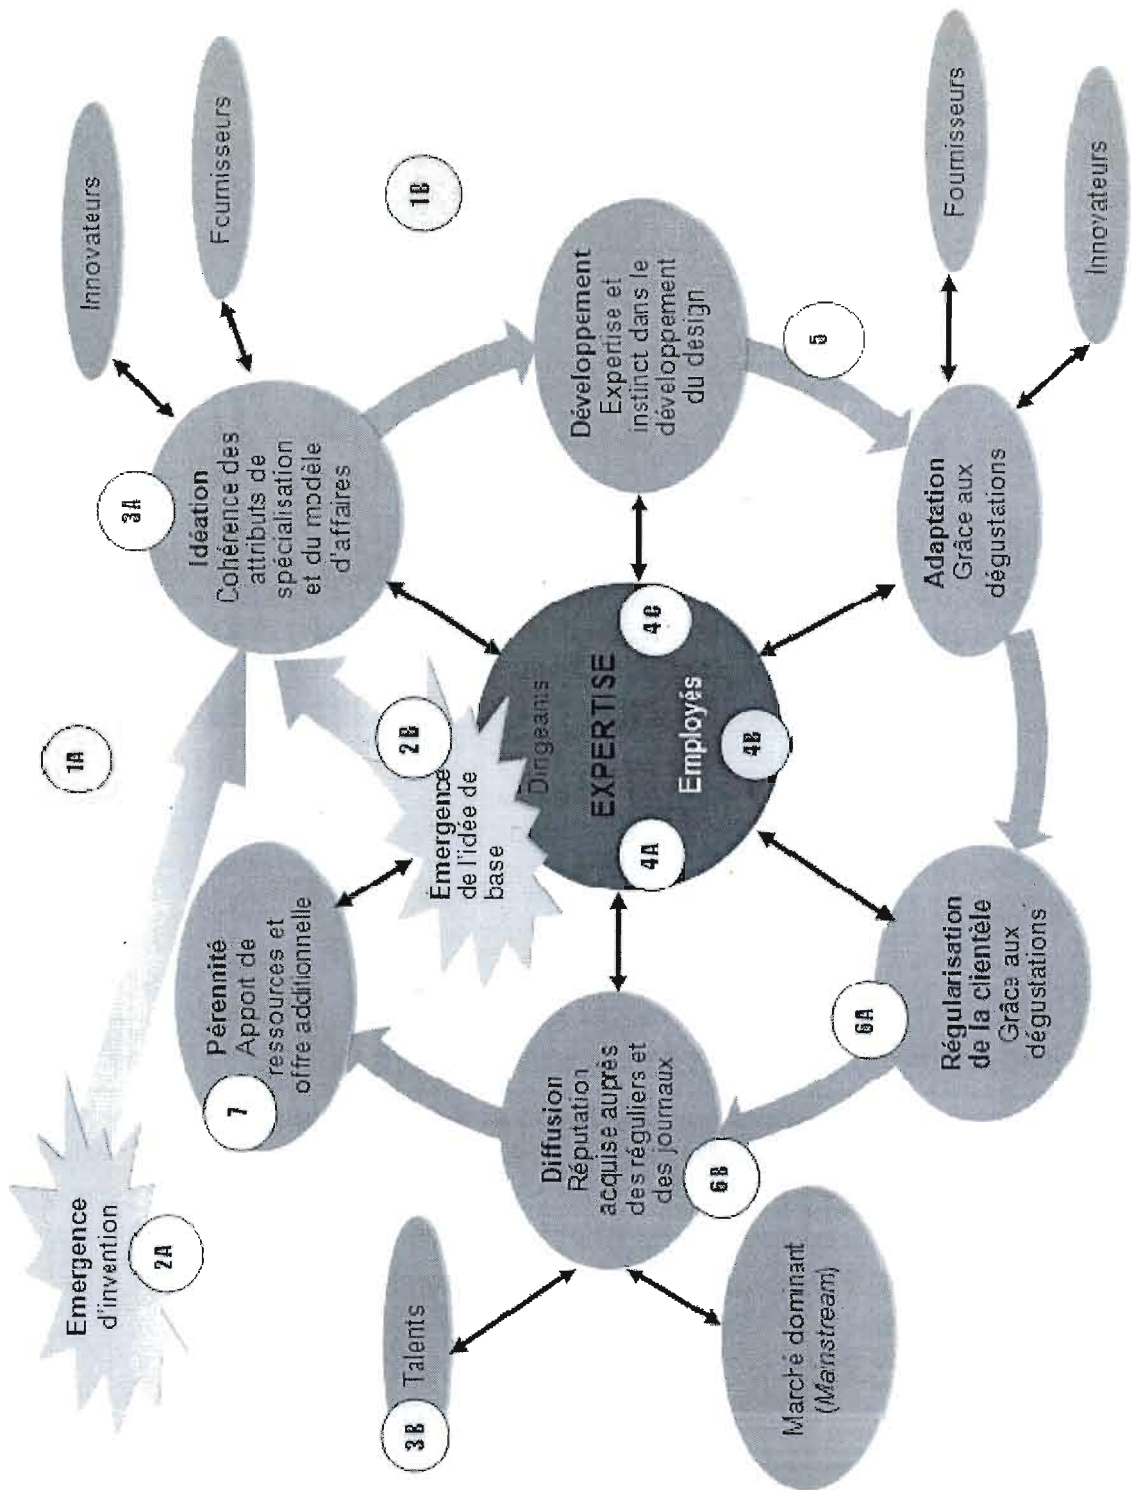 Emergence
d'invention
2A
1A
3A
Idéation
Cohérence des
attributs de
spécialisation
et du modèle
d'affaires
Innovateurs
Fournisseurs
1B
7
Pérennité
Apport de
ressources et
offre additionnelle
2B
Émergence
de l'idée de
base
Dirigeants
EXPERTISE
Employés
4A
4B
4C
Développement
Expertise et
instinct dans le
développement
du design
5
3B
Talents
Diffusion
Réputation
acquise auprès
des réguliers et
des journaux
6B
Marché dominant
(Mainstream)
6A
Régularisation
de la clientèle
Grâce aux
dégustations
Adaptation
Grâce aux
dégustations
Fournisseurs
Innovateurs